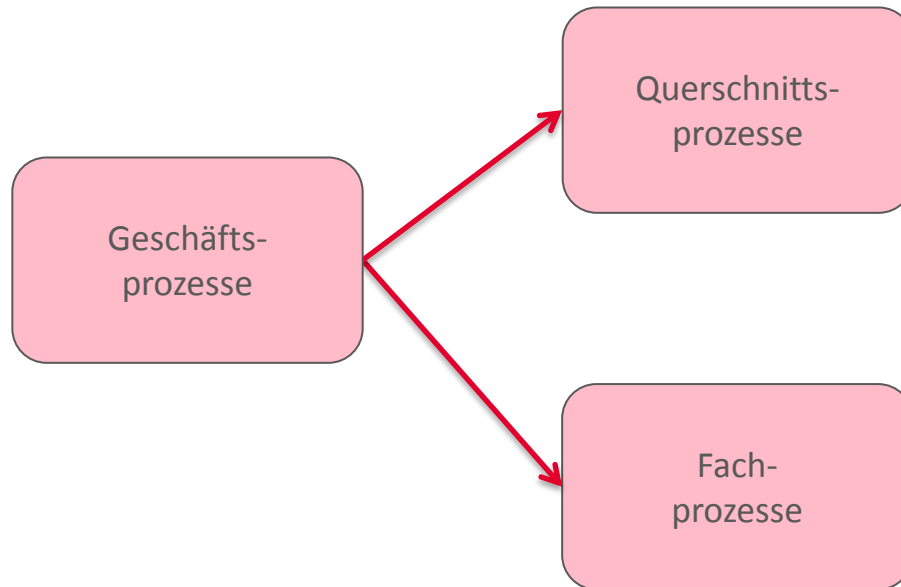 Querschnitts-
prozesse
Geschäfts-
prozesse
Fach-
prozesse